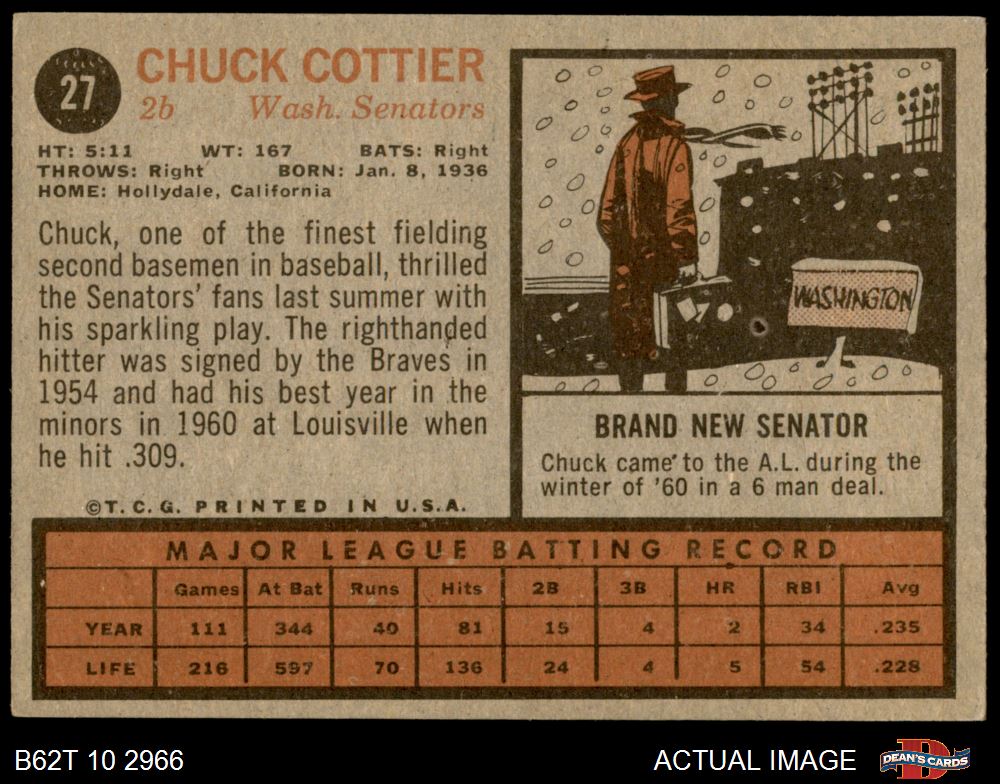 27
CHUCK COTTIER
2b Wash. Senators
HT: 5:11 WT: 167 BATS: Right
THROWS: Right BORN: Jan. 8, 1936
HOME: Hollydale, California
Chuck, one of the finest fielding
second basemen in baseball, thrilled
the Senators' fans last summer with
his sparkling play. The righthanded
hitter was signed by the Braves in
1954 and had his best year in the
minors in 1960 at Louisville when
he hit .309.
©T.C.G. PRINTED IN U.S.A.
WASHINGTON
BRAND NEW SENATOR
Chuck came to the A.L. during the
winter of '60 in a 6 man deal.
MAJOR LEAGUE BATTING RECORD
Games At Bat Runs Hits 2B 3B HR RBI Avg
YEAR 111 344 40 81 15 4 2 34 .235
LIFE 216 597 70 136 24 4 5 54 .228
B62T 10 2966
ACTUAL IMAGE
DEAN'S CARDS